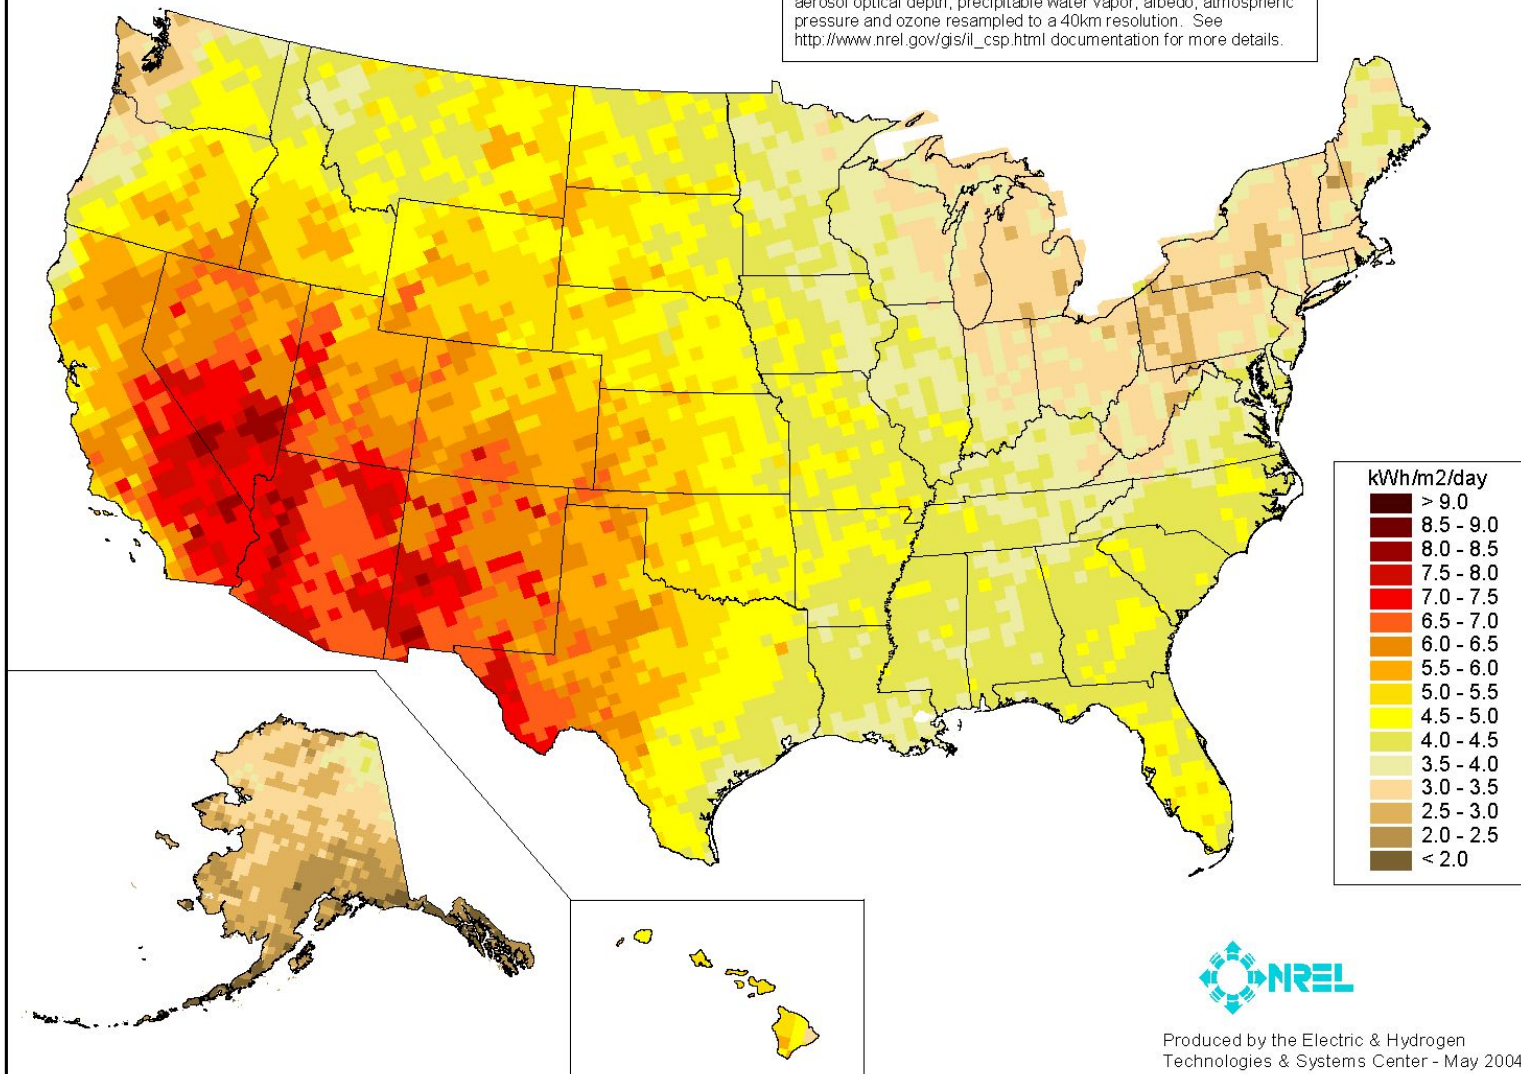 aerosol optical depth, precipitable water vapor, albedo, atmospheric
pressure and ozone resampled to a 40km resolution. See
http://www.nrel.gov/gis/il_csp.html documentation for more details.
kWh/m2/day
> 9.0
8.5 - 9.0
8.0 - 8.5
7.5 - 8.0
7.0 - 7.5
6.5 - 7.0
6.0 - 6.5
5.5 - 6.0
5.0 - 5.5
4.5 - 5.0
4.0 - 4.5
3.5 - 4.0
3.0 - 3.5
2.5 - 3.0
2.0 - 2.5
< 2.0
NREL
Produced by the Electric & Hydrogen
Technologies & Systems Center - May 2004